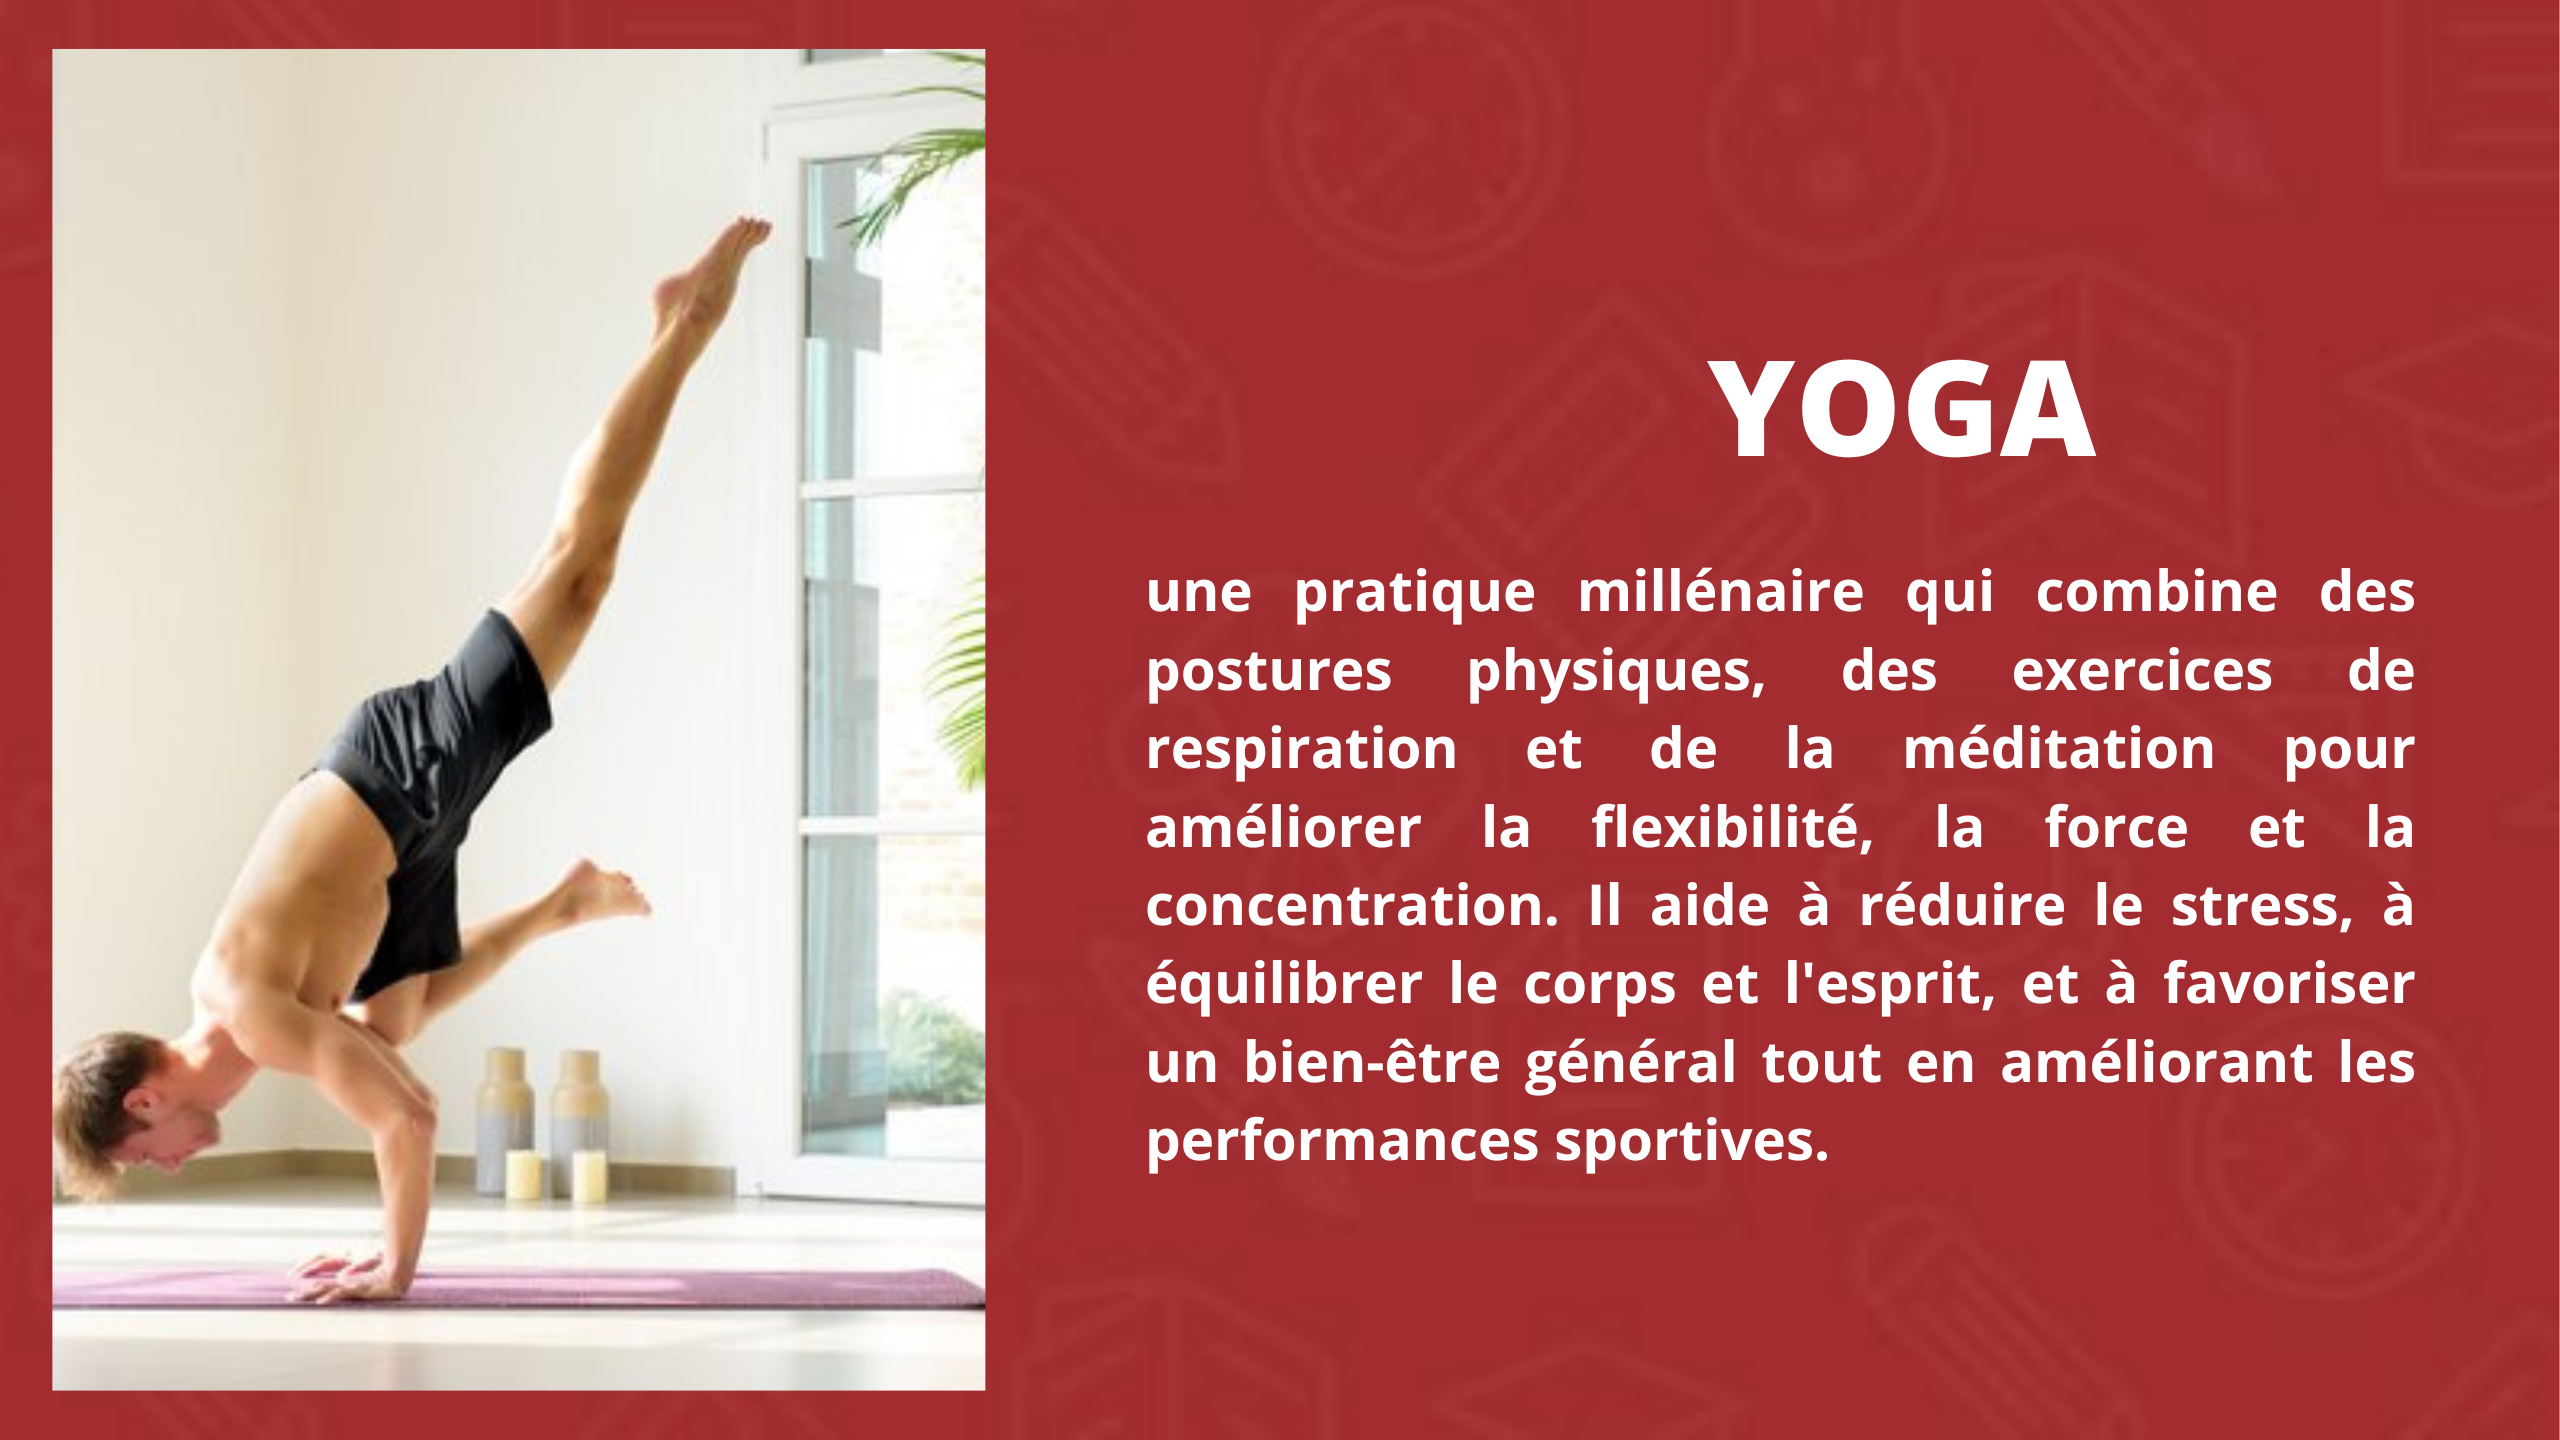 YOGA
une pratique millénaire qui combine des
postures physiques, des exercices de
respiration et de la méditation pour
améliorer la flexibilité, la force et la
concentration. Il aide à réduire le stress, à
équilibrer le corps et l'esprit, et à favoriser
un bien-être général tout en améliorant les
performances sportives.